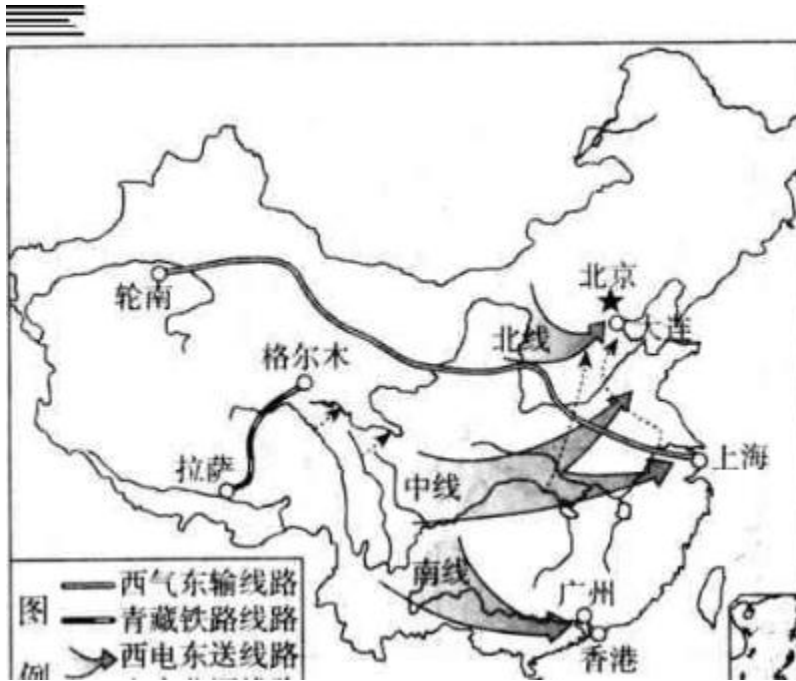 北京
轮南
大连
北线
格尔木
拉萨
上海
中线
南线
广州
香港
图
例
西气东输线路
青藏铁路线路
西电东送线路